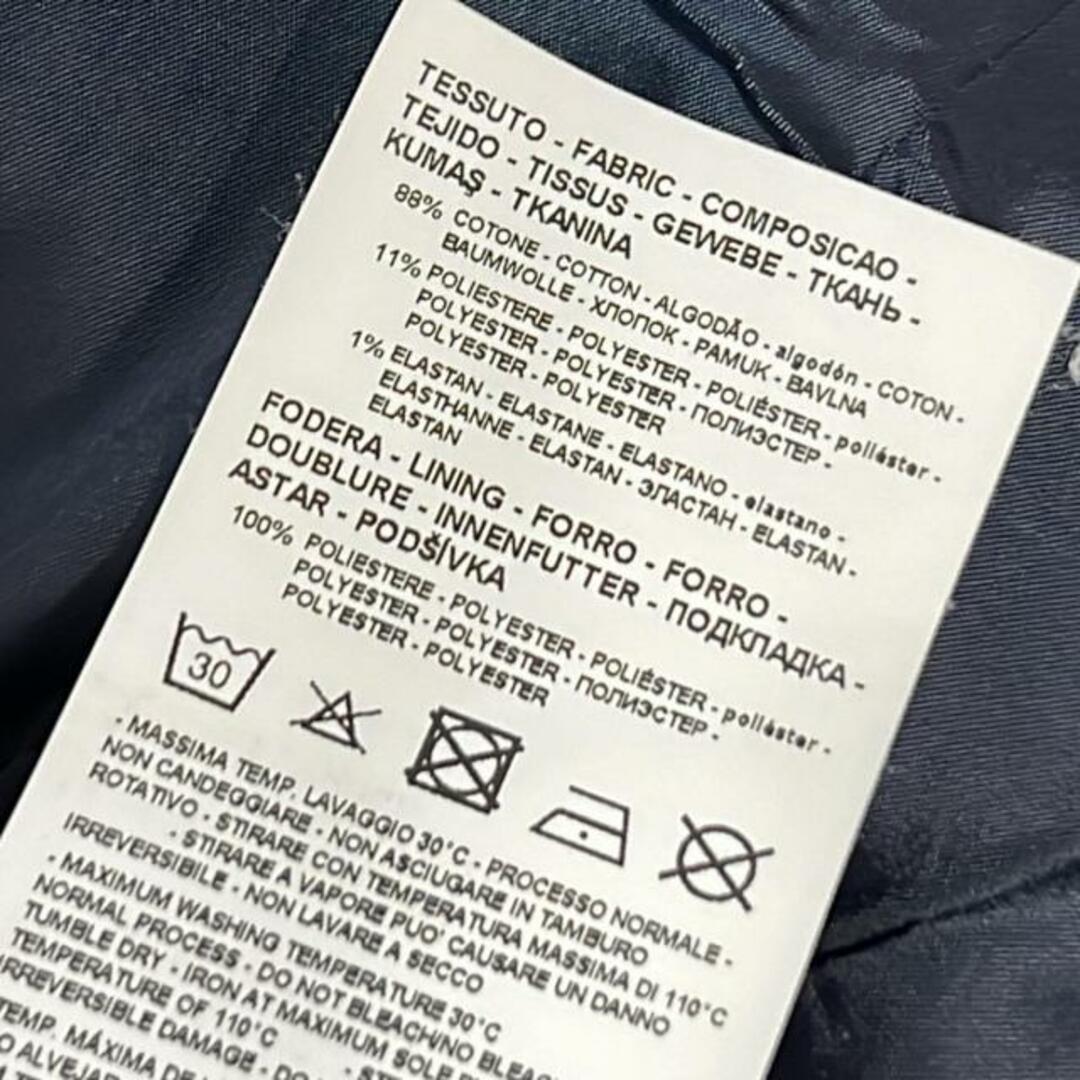 TESSUTO - FABRIC - COMPOSICAO -
TEJIDO - TISSUS - GEWEBE - ТКАНЬ -
KUMAŞ - TKANINA
88% COTONE - COTTON - ALGODÃO - algodón - COTON -
BAUMWOLLE - ХЛОПОК - PAMUK - BAVLNA
11% POLIESTERE - POLYESTER - POLIÉSTER - poliéster -
POLYESTER - POLYESTER - ПОЛИЭСТЕР -
POLYESTER - POLYESTER
1% ELASTAN - ELASTANE - ELASTANO - elastano -
ELASTHANNE - ELASTAN - ЭЛАСТАН - ELASTAN -
ELASTAN
FODERA - LINING - FORRO - FORRO -
DOUBLURE - INNENFUTTER - ПОДКЛАДКА -
ASTAR - PODŠÍVKA
100% POLIESTERE - POLYESTER - POLIÉSTER - poliéster -
POLYESTER - POLYESTER - ПОЛИЭСТЕР -
POLYESTER - POLYESTER
30
- MASSIMA TEMP. LAVAGGIO 30°C - PROCESSO NORMALE -
NON CANDEGGIARE - NON ASCIUGARE IN TAMBURO
ROTATIVO - STIRARE CON TEMPERATURA MASSIMA DI 110°C
- STIRARE A VAPORE PUO' CAUSARE UN DANNO
IRREVERSIBILE - NON LAVARE A SECCO
- MAXIMUM WASHING TEMPERATURE 30°C
NORMAL PROCESS - DO NOT BLEACH/NO
TUMBLE DRY - IRON AT MAXIMUM SOLE
TEMPERATURE OF 110°C
IRREVERSIBLE DAMAGE - DO
TEMP. MÁXIMA DE
ALVEJAR